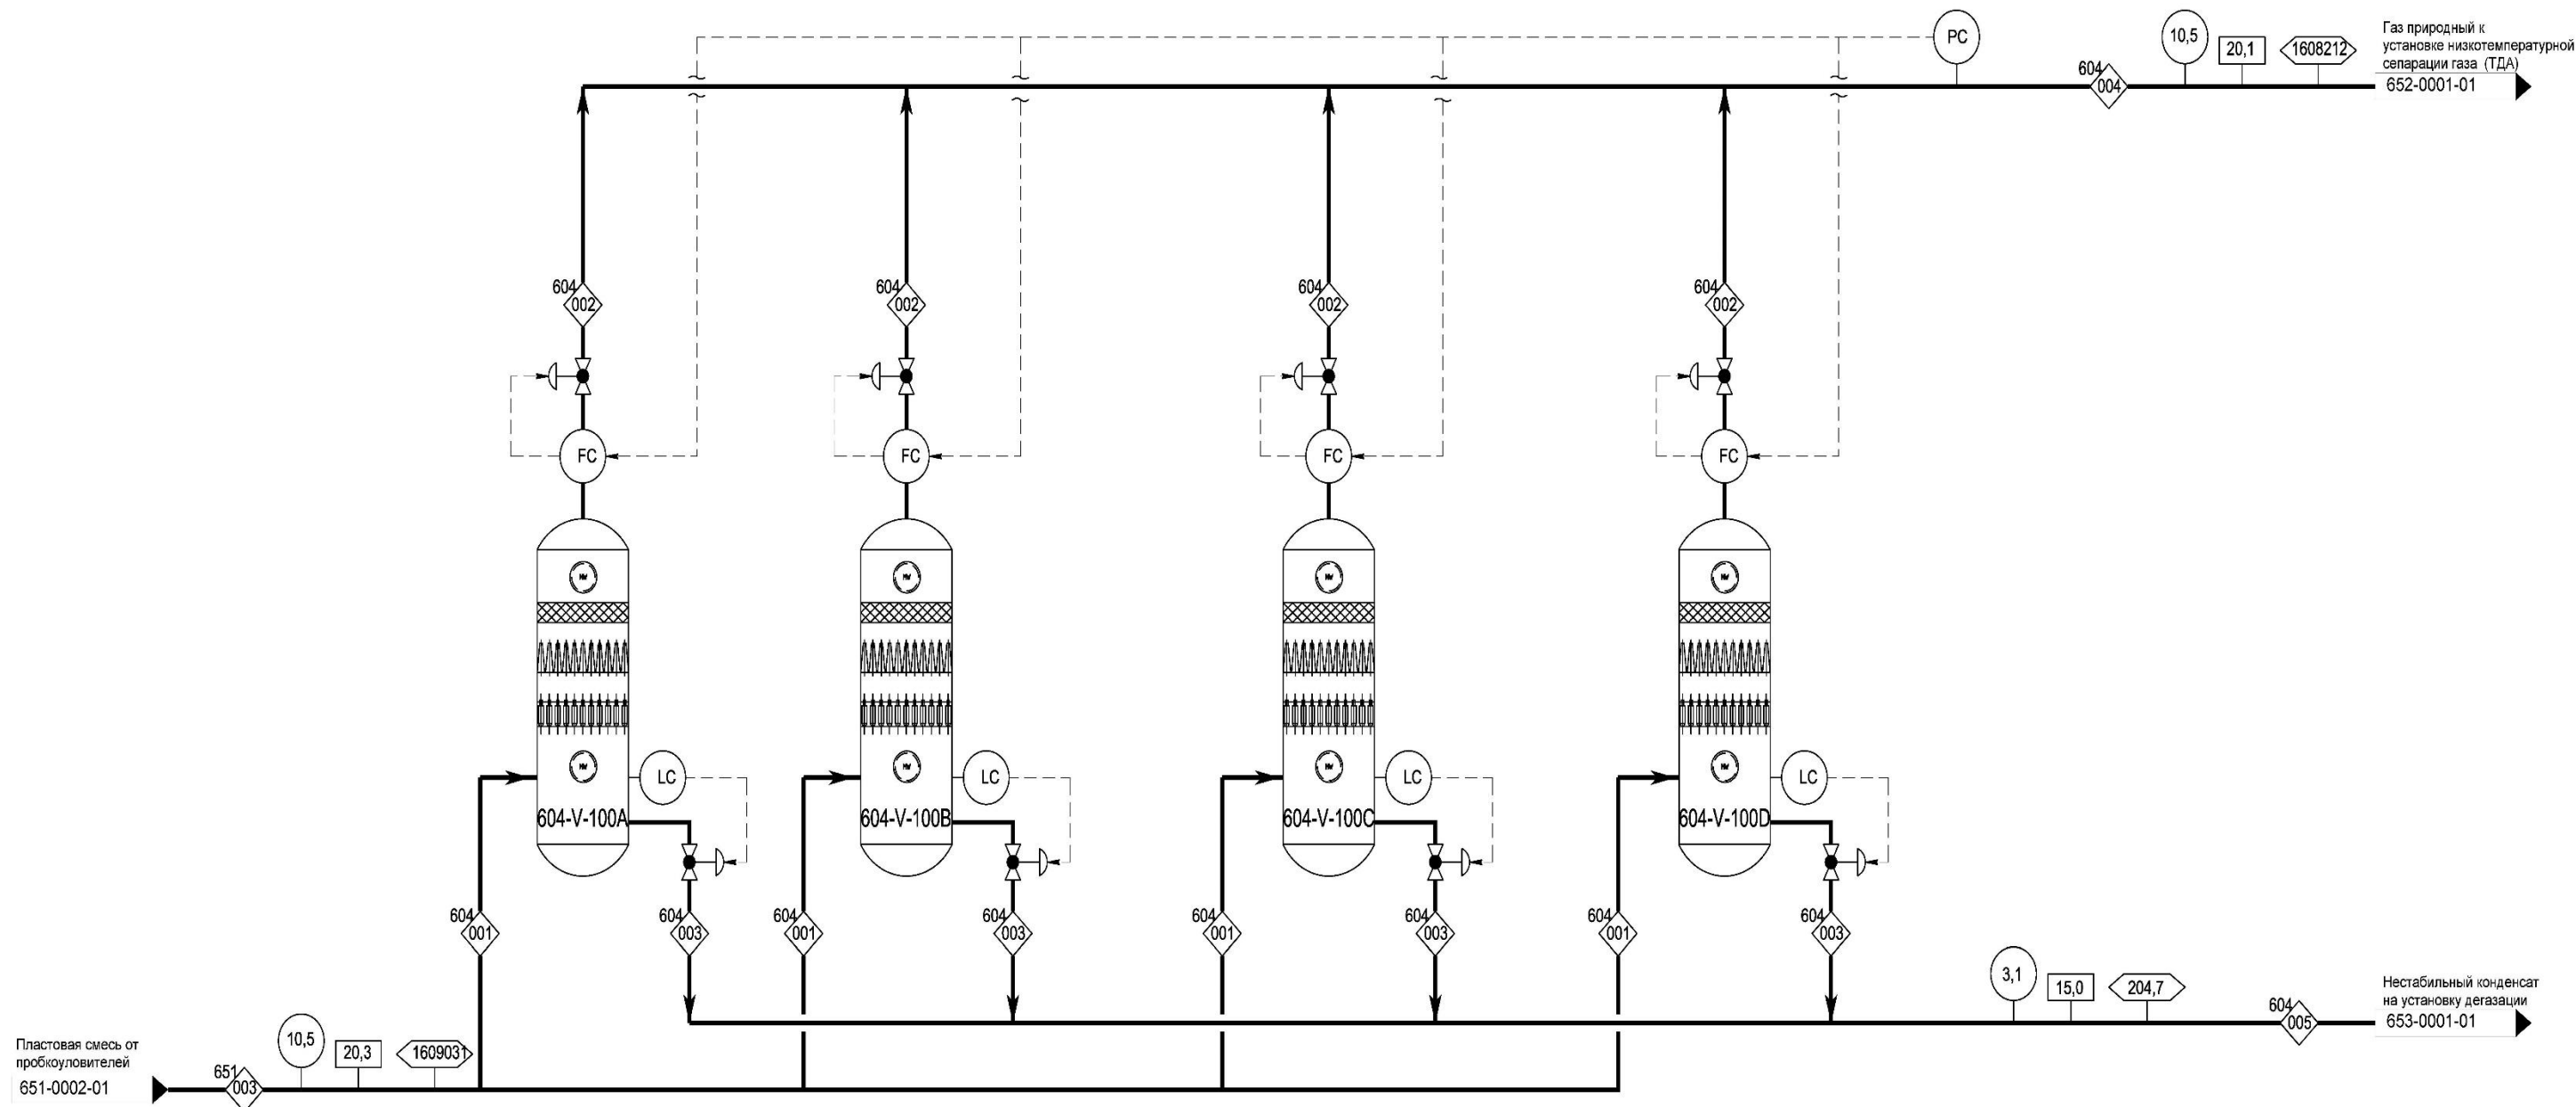 PC
10,5
20,1
1608212
Газ природный к
установке низкотемпературной
сепарации газа (ТДА)
652-0001-01
604
004
604
002
604
002
604
002
604
002
FC
FC
FC
FC
LC
LC
LC
LC
604-V-100A
604-V-100B
604-V-100C
604-V-100D
604
001
604
003
604
001
604
003
604
001
604
003
604
001
604
003
3,1
15,0
204,7
604
005
Нестабильный конденсат
на установку дегазации
653-0001-01
Пластовая смесь от
пробкоуловителей
651-0002-01
651
003
10,5
20,3
1609031